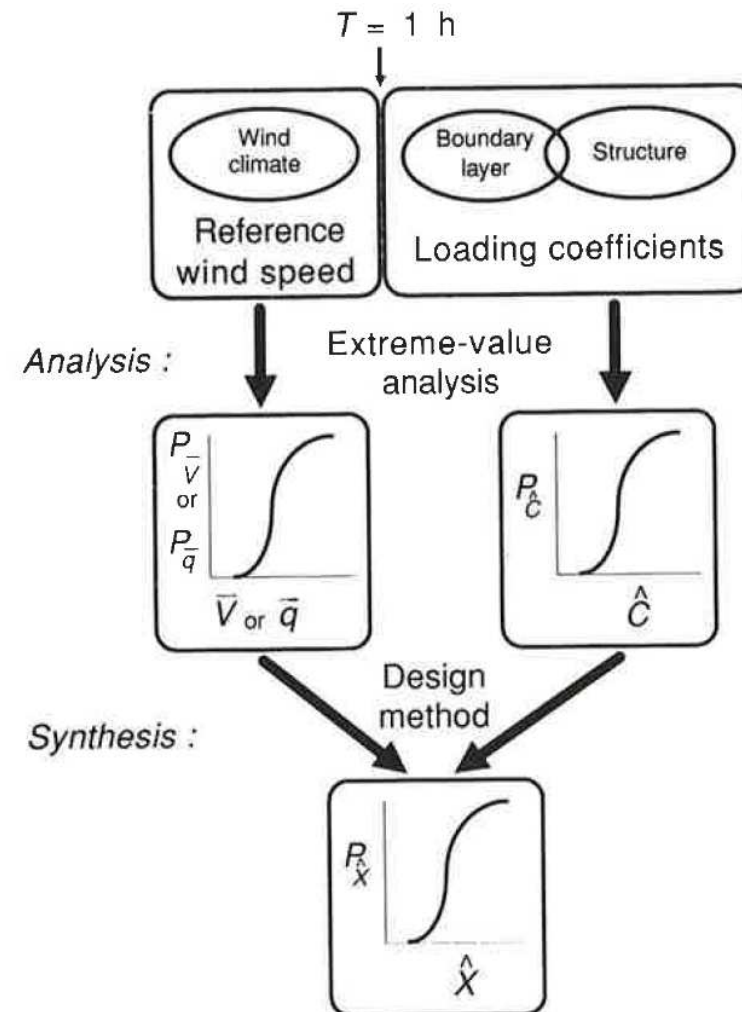 T = 1 h
Wind
climate
Reference
wind speed
Boundary
layer
Structure
Loading coefficients
Analysis :
Extreme-value
analysis
P_V̅
or
P_q̅
V̅ or q̅
P_Ĉ
Ĉ
Synthesis :
Design
method
P_X̂
X̂